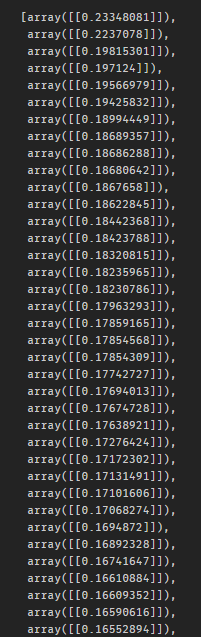 [array([[0.23348081]]),
array([[0.2237078]]),
array([[0.19815301]]),
array([[0.197124]]),
array([[0.19566979]]),
array([[0.19425832]]),
array([[0.18994449]]),
array([[0.18689357]]),
array([[0.18686288]]),
array([[0.18680642]]),
array([[0.1867658]]),
array([[0.18622845]]),
array([[0.18442368]]),
array([[0.18423788]]),
array([[0.18320815]]),
array([[0.18235965]]),
array([[0.18230786]]),
array([[0.17963293]]),
array([[0.17859165]]),
array([[0.17854568]]),
array([[0.17854309]]),
array([[0.17742727]]),
array([[0.17694013]]),
array([[0.17674728]]),
array([[0.17638921]]),
array([[0.17276424]]),
array([[0.17172302]]),
array([[0.17131491]]),
array([[0.17101606]]),
array([[0.17068274]]),
array([[0.1694872]]),
array([[0.16892328]]),
array([[0.16741647]]),
array([[0.16610884]]),
array([[0.16609352]]),
array([[0.16590616]]),
array([[0.16552894]]),